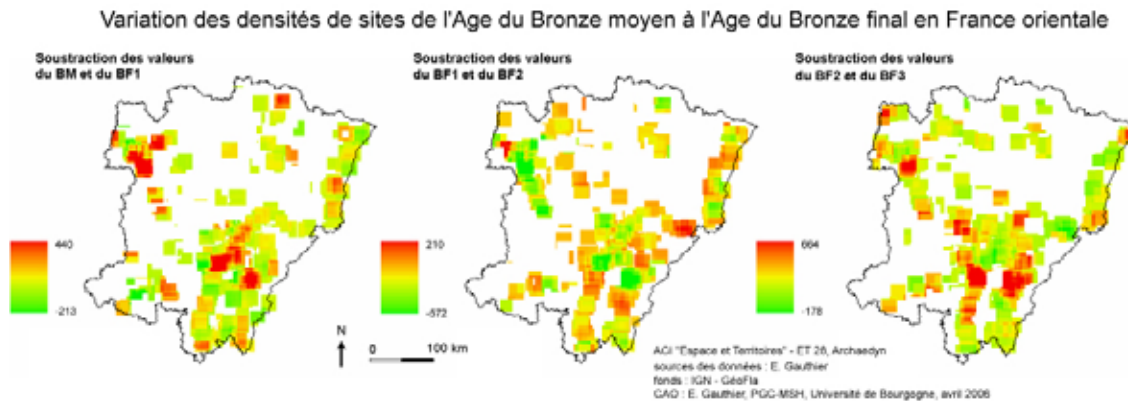 Variation des densités de sites de l'Age du Bronze moyen à l'Age du Bronze final en France orientale
Soustraction des valeurs
du BM et du BF1
Soustraction des valeurs
du BF1 et du BF2
Soustraction des valeurs
du BF2 et du BF3
440
-213
210
-572
664
-178
N
0 100 km
ACI "Espace et Territoires" - ET 28, Archaedyn
sources des données : E. Gauthier
fonds : IGN - GéoFla
CAO : E. Gauthier, PGC-MSH, Université de Bourgogne, avril 2006